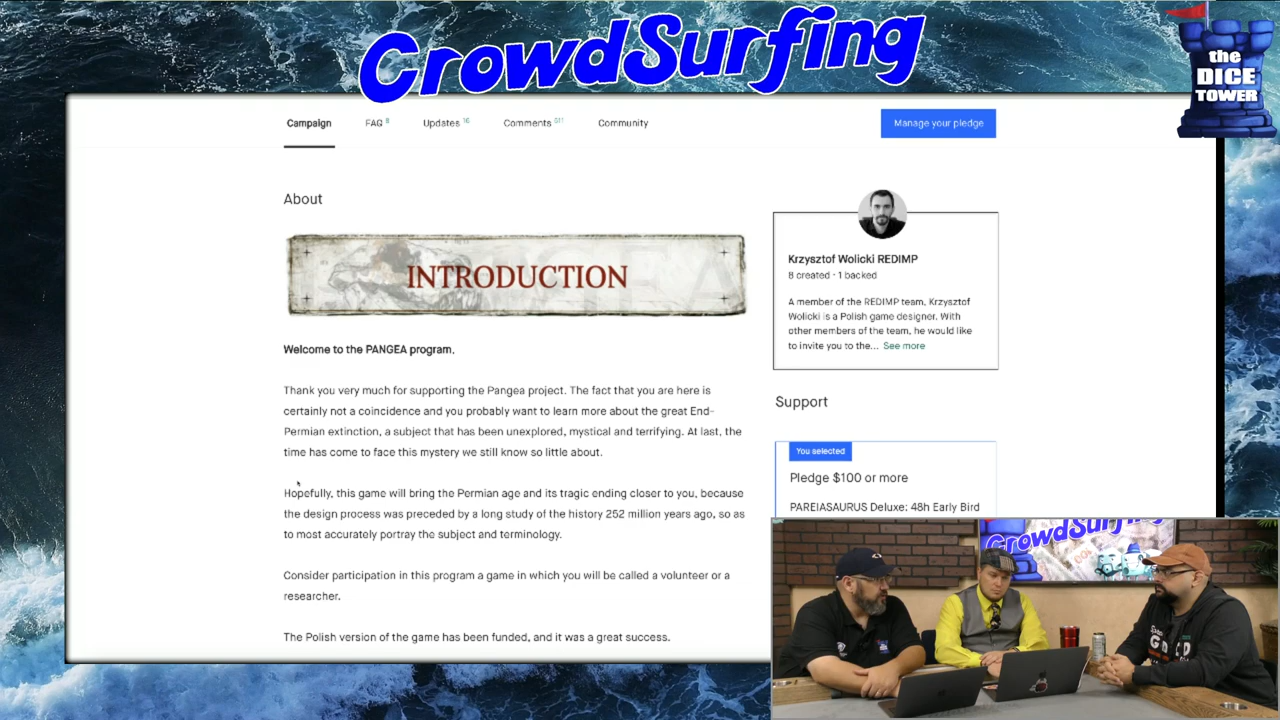 CrowdSurfing
the
DICE
TOWER
Campaign FAQ 8 Updates 16 Comments 511 Community Manage your pledge
About
INTRODUCTION
Welcome to the PANGEA program.
Thank you very much for supporting the Pangea project. The fact that you are here is
certainly not a coincidence and you probably want to learn more about the great End-
Permian extinction, a subject that has been unexplored, mystical and terrifying. At last, the
time has come to face this mystery we still know so little about.
Hopefully, this game will bring the Permian age and its tragic ending closer to you, because
the design process was preceded by a long study of the history 252 million years ago, so as
to most accurately portray the subject and terminology.
Consider participation in this program a game in which you will be called a volunteer or a
researcher.
The Polish version of the game has been funded, and it was a great success.
Krzysztof Wolicki REDIMP
8 created · 1 backed
A member of the REDIMP team, Krzysztof
Wolicki is a Polish game designer. With
other members of the team, he would like
to invite you to the... See more
Support
You selected
Pledge $100 or more
PAREIASAURUS Deluxe: 48h Early Bird
CrowdSurfing